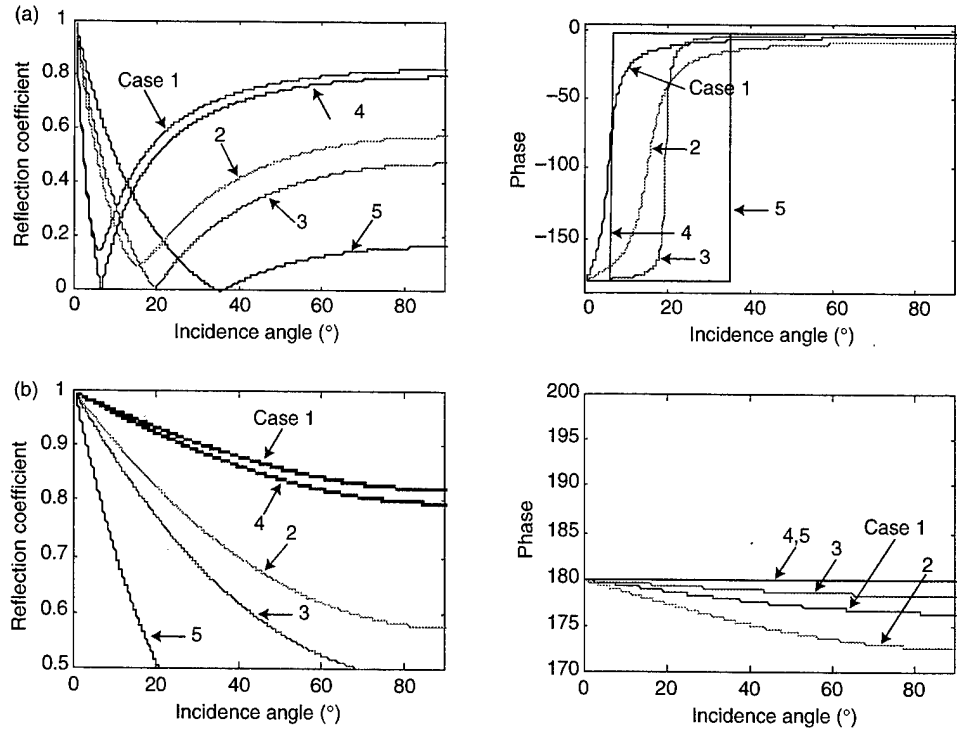 (a)
1
0.8
0.6
0.4
0.2
0
Reflection coefficient
Case 1
4
2
3
5
0 20 40 60 80
Incidence angle (°)
0
−50
−100
−150
Phase
Case 1
2
5
4
3
0 20 40 60 80
Incidence angle (°)
(b)
1
0.9
0.8
0.7
0.6
0.5
Reflection coefficient
Case 1
4
2
3
5
0 20 40 60 80
Incidence angle (°)
200
195
190
185
180
175
170
Phase
4,5
3
Case 1
2
0 20 40 60 80
Incidence angle (°)